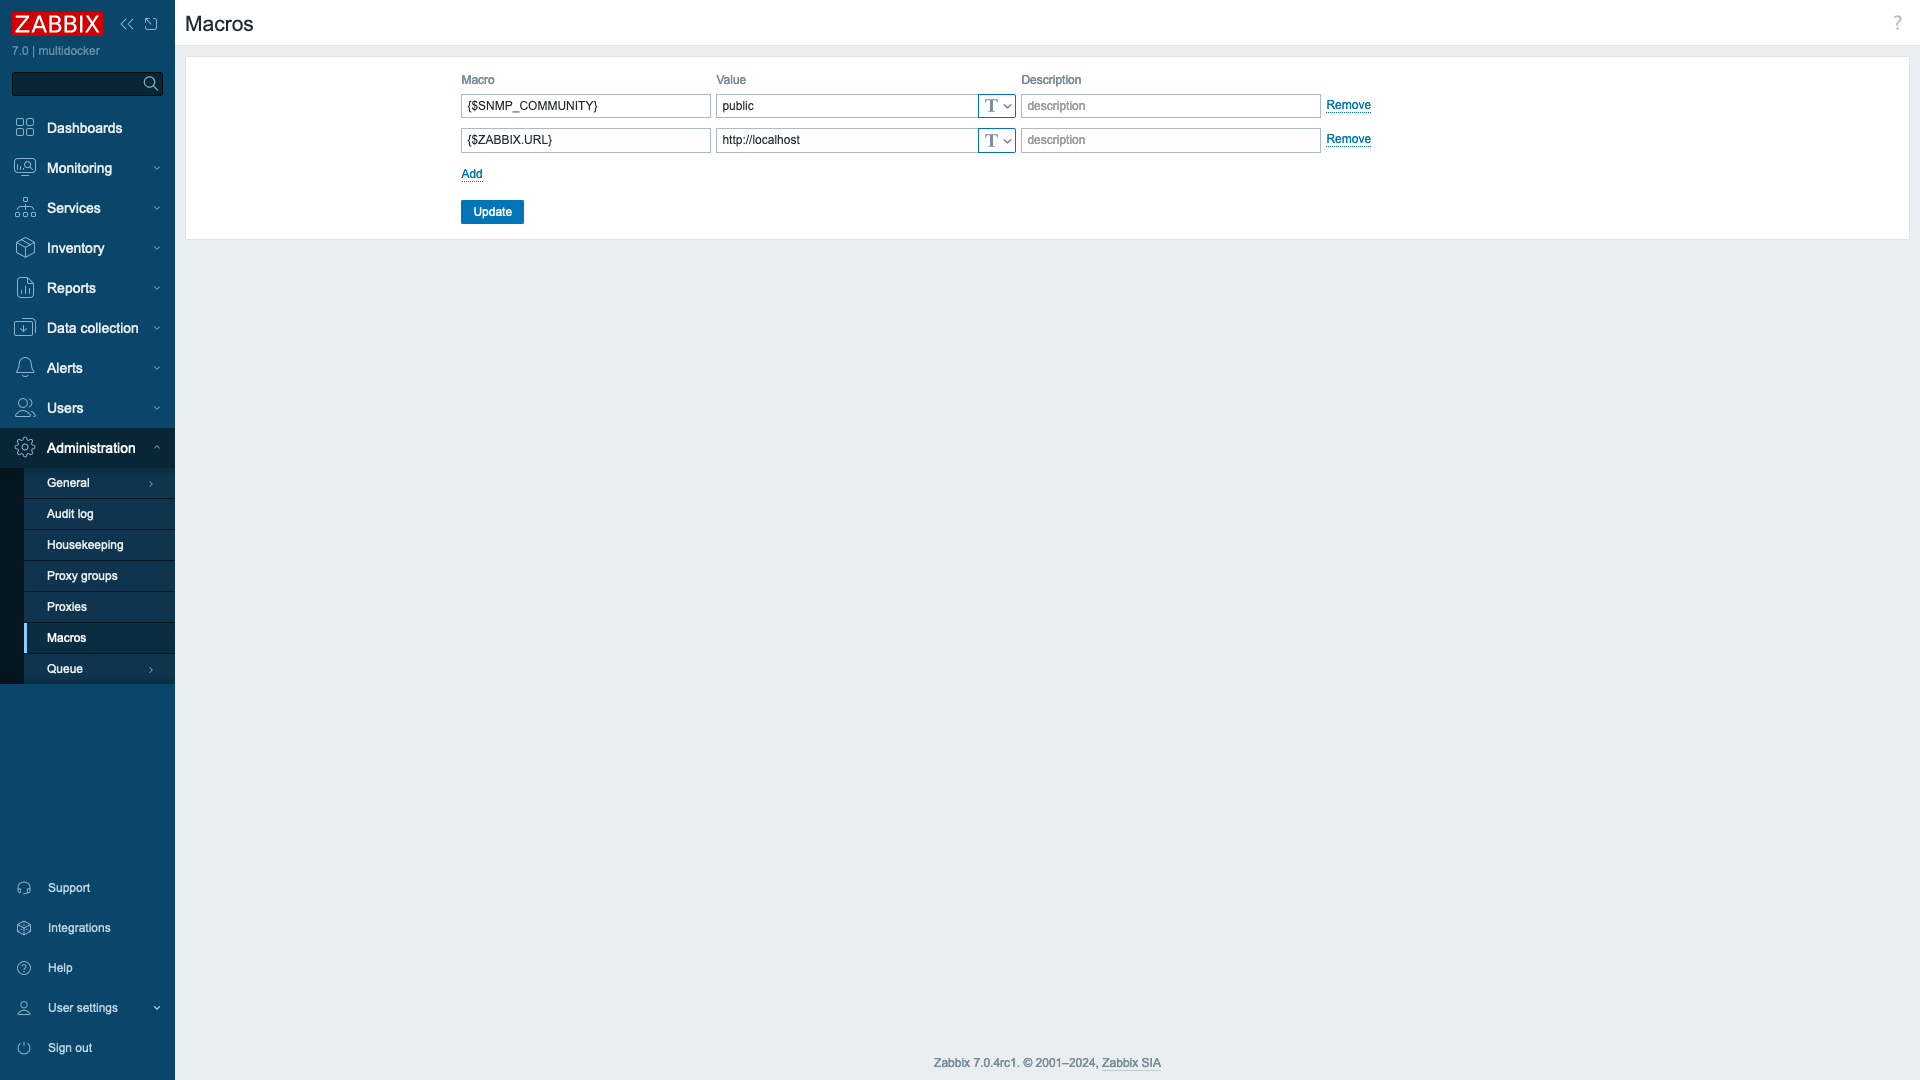 ZABBIX
7.0 | multidocker
Dashboards
Monitoring
Services
Inventory
Reports
Data collection
Alerts
Users
Administration
General
Audit log
Housekeeping
Proxy groups
Proxies
Macros
Queue
Support
Integrations
Help
User settings
Sign out
Macros
?
Macro Value Description
{$SNMP_COMMUNITY} public T description Remove
{$ZABBIX.URL} http://localhost T description Remove
Add
Update
Zabbix 7.0.4rc1. © 2001–2024, Zabbix SIA